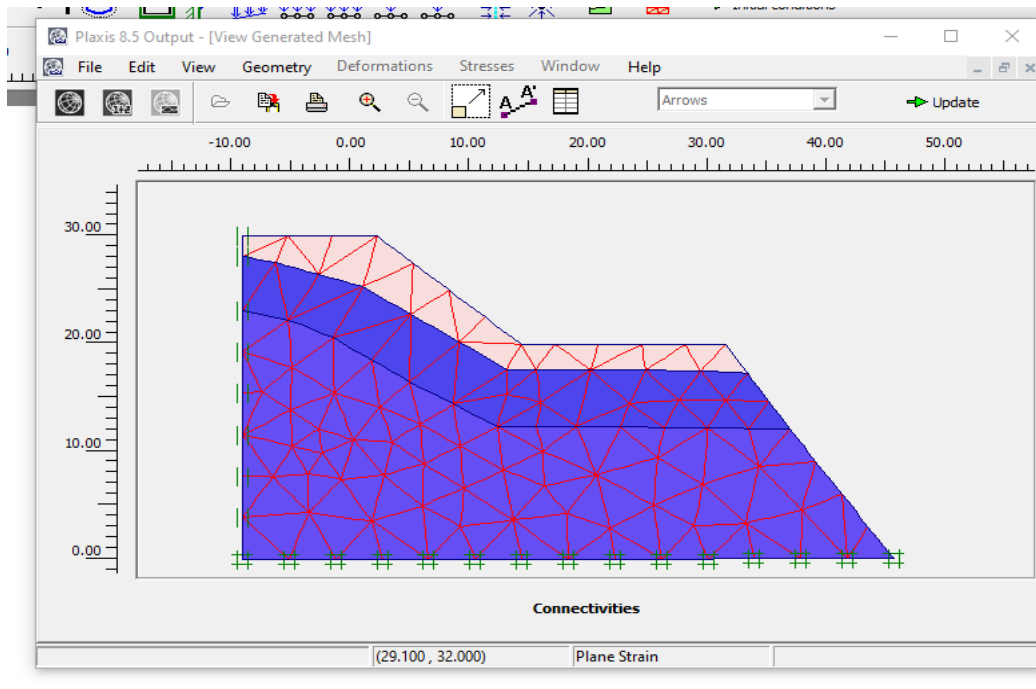 Initial conditions
Plaxis 8.5 Output - [View Generated Mesh]
File Edit View Geometry Deformations Stresses Window Help
Arrows Update
-10.00 0.00 10.00 20.00 30.00 40.00 50.00
30.00
20.00
10.00
0.00
Connectivities
(29.100 , 32.000) Plane Strain